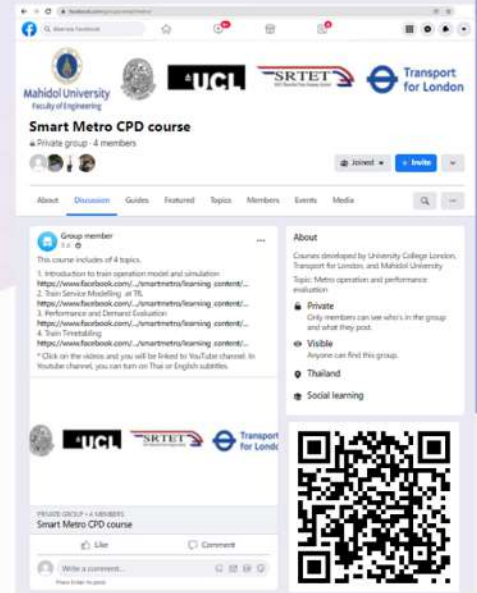 Mahidol University
Faculty of Engineering
UCL
SRTET
Transport
for London
Smart Metro CPD course
Private group · 4 members
Joined
+ Invite
About Discussion Guides Featured Topics Members Events Media
Group member
This course includes of 4 topics.
1. Introduction to train operation model and simulation
https://www.facebook.com/.../smartmetro/learning_content/...
2. Train Service Modelling at TfL
https://www.facebook.com/.../smartmetro/learning_content/...
3. Performance and Demand Evaluation
https://www.facebook.com/.../smartmetro/learning_content/...
4. Train Timetabling
https://www.facebook.com/.../smartmetro/learning_content/...
* Click on the videos and you will be linked to YouTube channel. In
Youtube channel, you can turn on Thai or English subtitles.
UCL
SRTET
Transport
for Londo
PRIVATE GROUP · 4 MEMBERS
Smart Metro CPD course
Like
Comment
Write a comment...
Press Enter to post.
About
Courses developed by University College London,
Transport for London, and Mahidol University
Topic: Metro operation and performance
evaluation
Private
Only members can see who's in the group
and what they post.
Visible
Anyone can find this group.
Thailand
Social learning